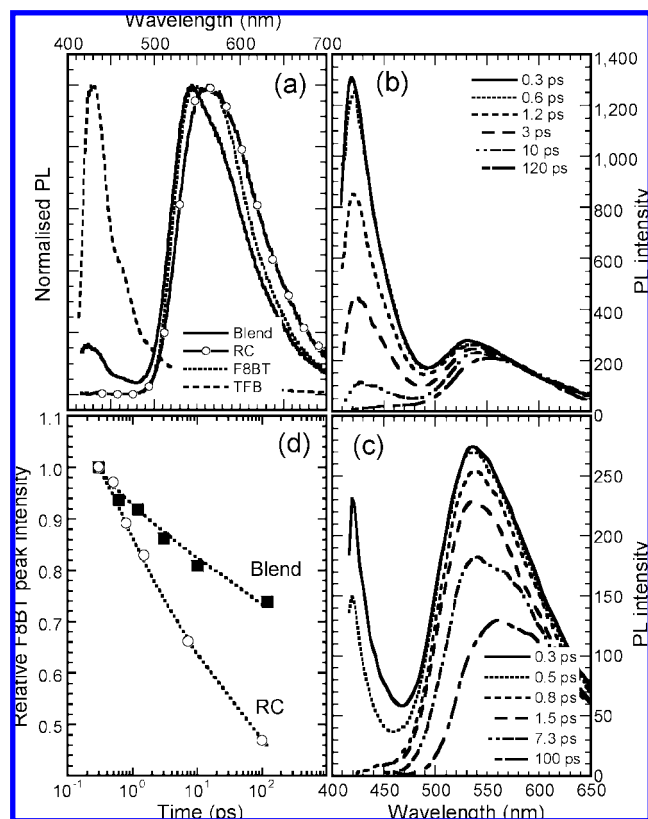 Wavelength (nm)
400 500 600 700
(a)
Normalised PL
Blend
RC
F8BT
TFB
(b)
0.3 ps
0.6 ps
1.2 ps
3 ps
10 ps
120 ps
1,400
1,200
1,000
800
600
400
200
0
PL intensity
(d)
1.1
1.0
0.9
0.8
0.7
0.6
0.5
Relative F8BT peak intensity
Blend
RC
10-1 100 101 102
Time (ps)
(c)
250
200
150
100
50
0
PL intensity
0.3 ps
0.5 ps
0.8 ps
1.5 ps
7.3 ps
100 ps
400 450 500 550 600 650
Wavelength (nm)